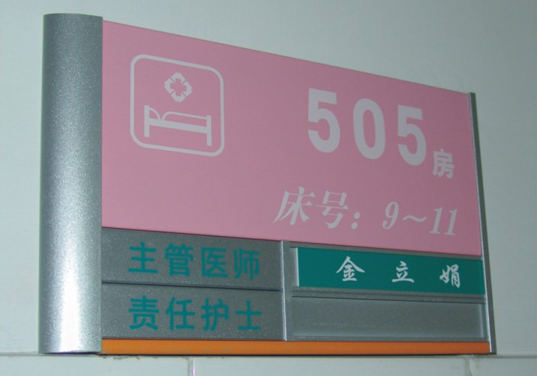 505房
床号：9～11
主管医师 金立娟
责任护士